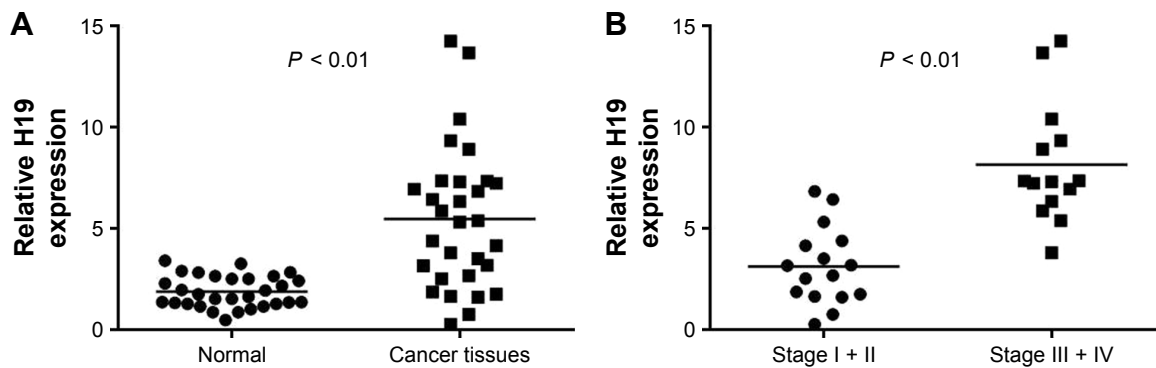 A
Relative H19
expression
15
10
5
0
P < 0.01
Normal
Cancer tissues
B
Relative H19
expression
15
10
5
0
P < 0.01
Stage I + II
Stage III + IV